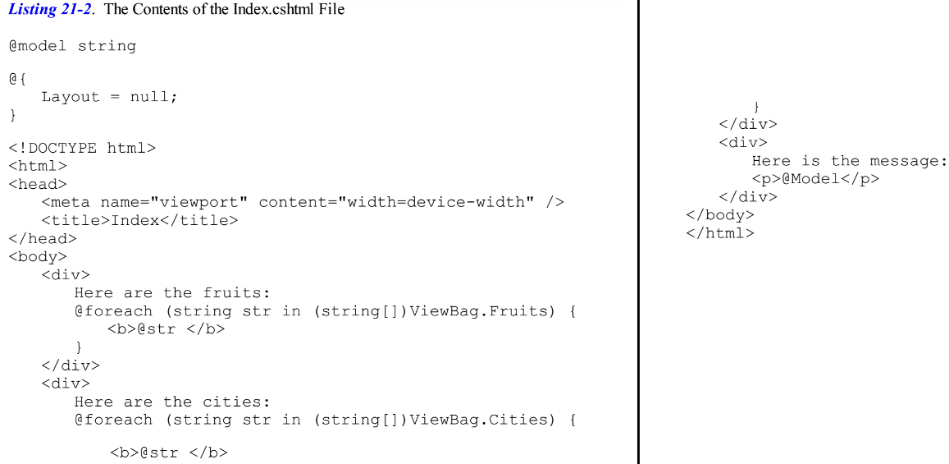 Listing 21-2. The Contents of the Index.cshtml File
@model string
@{
    Layout = null;
}
<!DOCTYPE html>
<html>
<head>
    <meta name="viewport" content="width=device-width" />
    <title>Index</title>
</head>
<body>
    <div>
        Here are the fruits:
        @foreach (string str in (string[])ViewBag.Fruits) {
            <b>@str </b>
        }
    </div>
    <div>
        Here are the cities:
        @foreach (string str in (string[])ViewBag.Cities) {
            <b>@str </b>
        }
    </div>
    <div>
        Here is the message:
        <p>@Model</p>
    </div>
</body>
</html>